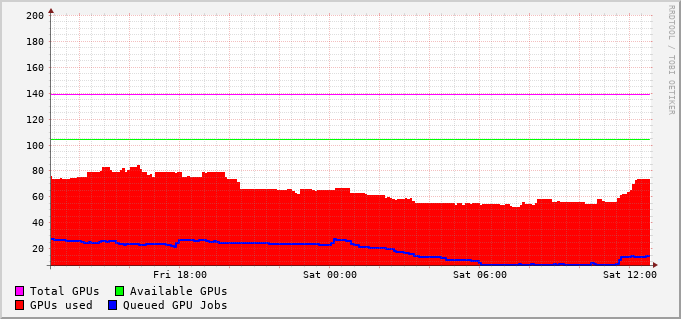 200
180
160
140
120
100
80
60
40
20
Fri 18:00 Sat 00:00 Sat 06:00 Sat 12:00
Total GPUs Available GPUs
GPUs used Queued GPU Jobs
RRDTOOL / TOBI OETIKER